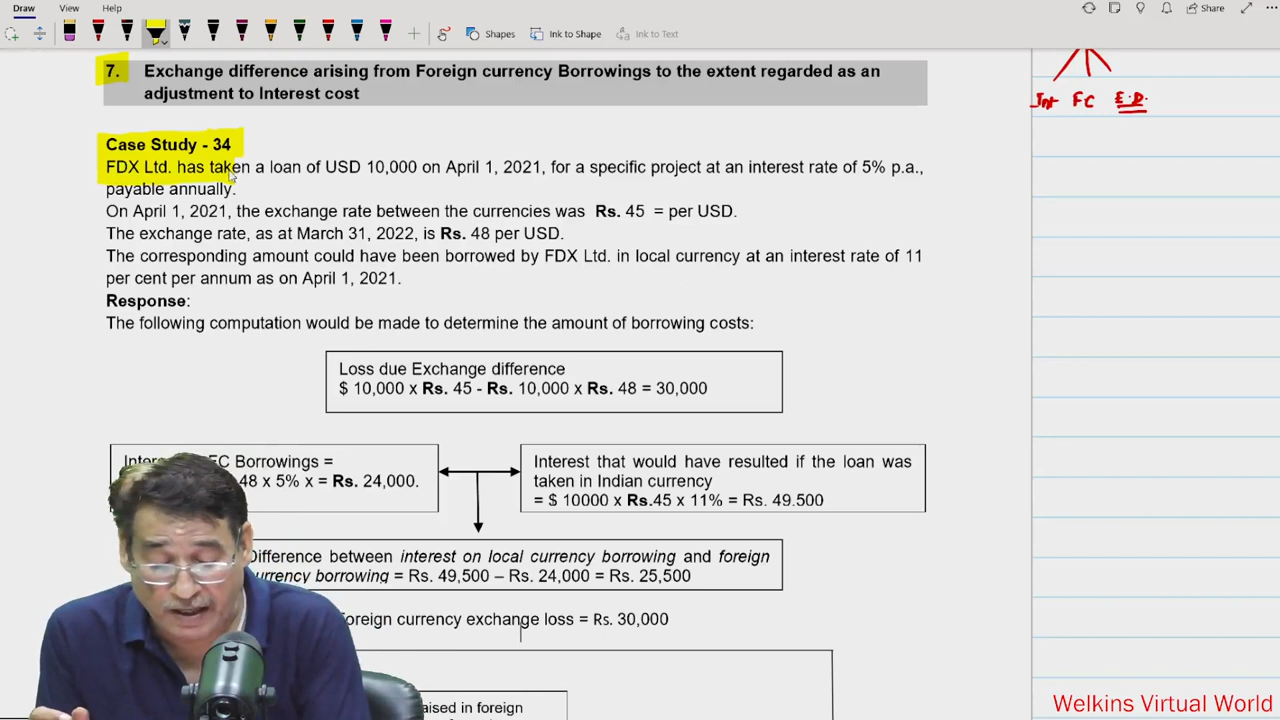 Draw View Help
Share
Shapes Ink to Shape Ink to Text
7. Exchange difference arising from Foreign currency Borrowings to the extent regarded as an
adjustment to Interest cost
Int FC E.D.
Case Study - 34
FDX Ltd. has taken a loan of USD 10,000 on April 1, 2021, for a specific project at an interest rate of 5% p.a.,
payable annually.
On April 1, 2021, the exchange rate between the currencies was Rs. 45 = per USD.
The exchange rate, as at March 31, 2022, is Rs. 48 per USD.
The corresponding amount could have been borrowed by FDX Ltd. in local currency at an interest rate of 11
per cent per annum as on April 1, 2021.
Response:
The following computation would be made to determine the amount of borrowing costs:
Loss due Exchange difference
$ 10,000 x Rs. 45 - Rs. 10,000 x Rs. 48 = 30,000
FC Borrowings =
48 x 5% x = Rs. 24,000.
Interest that would have resulted if the loan was
taken in Indian currency
= $ 10000 x Rs.45 x 11% = Rs. 49.500
Difference between interest on local currency borrowing and foreign
currency borrowing = Rs. 49,500 – Rs. 24,000 = Rs. 25,500
Foreign currency exchange loss = Rs. 30,000
raised in foreign
Welkins Virtual World